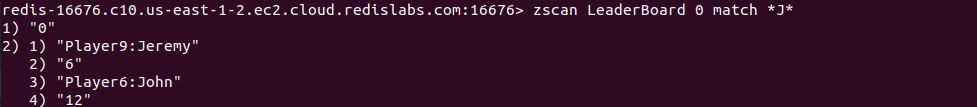 redis-16676.c10.us-east-1-2.ec2.cloud.redislabs.com:16676> zscan LeaderBoard 0 match *J*
1) "0"
2) 1) "Player9:Jeremy"
   2) "6"
   3) "Player6:John"
   4) "12"